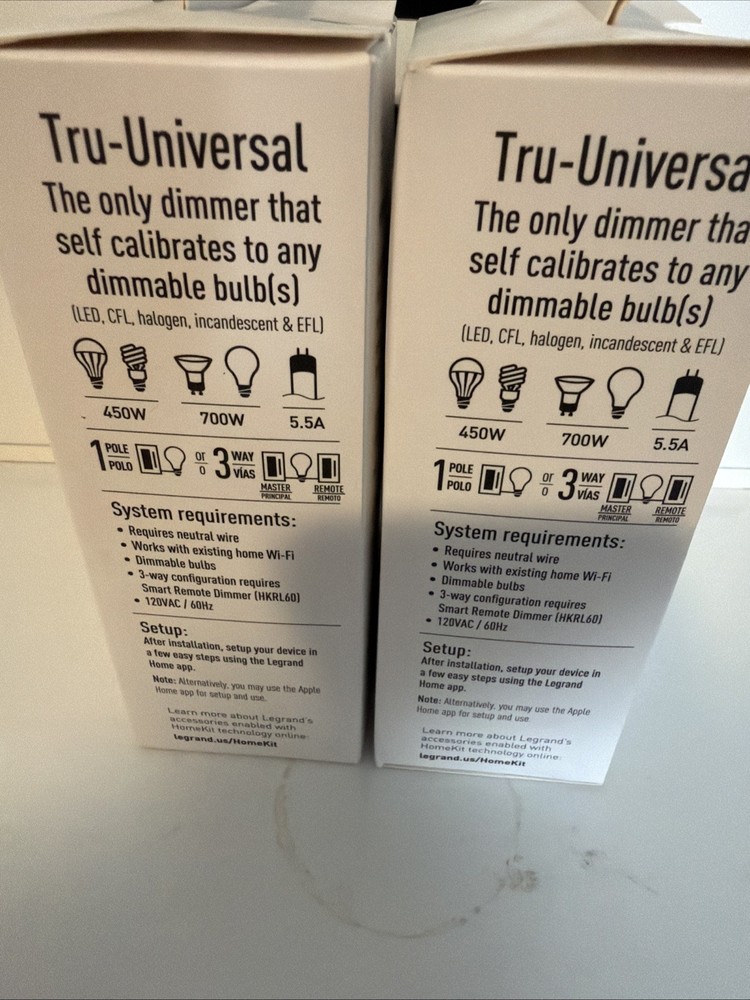 Tru-Universal
The only dimmer that
self calibrates to any
dimmable bulb(s)
(LED, CFL, halogen, incandescent & EFL)
450W 700W 5.5A
1 POLE POLO or o 3 WAY VÍAS
MASTER PRINCIPAL REMOTE REMOTO
System requirements:
• Requires neutral wire
• Works with existing home Wi-Fi
• Dimmable bulbs
• 3-way configuration requires
Smart Remote Dimmer (HKRL60)
• 120VAC / 60Hz
Setup:
After installation, setup your device in
a few easy steps using the Legrand
Home app.
Note: Alternatively, you may use the Apple
Home app for setup and use.
Learn more about Legrand's
accessories enabled with
HomeKit technology online:
legrand.us/HomeKit
Tru-Universa
The only dimmer tha
self calibrates to any
dimmable bulb(s)
(LED, CFL, halogen, incandescent & EFL)
450W 700W 5.5A
1 POLE POLO or o 3 WAY VÍAS
MASTER PRINCIPAL REMOTE REMOTO
System requirements:
• Requires neutral wire
• Works with existing home Wi-Fi
• Dimmable bulbs
• 3-way configuration requires
Smart Remote Dimmer (HKRL60)
• 120VAC / 60Hz
Setup:
After installation, setup your device in
a few easy steps using the Legrand
Home app.
Note: Alternatively, you may use the Apple
Home app for setup and use
Learn more about Legrand's
accessories enabled with
HomeKit technology online:
legrand.us/HomeKit